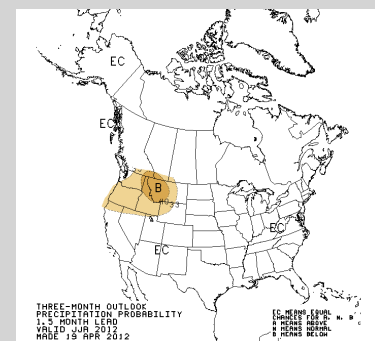 EC
EC
B
40 33
EC
EC
THREE-MONTH OUTLOOK
PRECIPITATION PROBABILITY
1.5 MONTH LEAD
VALID JJA 2012
MADE 19 APR 2012
EC MEANS EQUAL
CHANCES FOR A, N, B
A MEANS ABOVE
N MEANS NORMAL
B MEANS BELOW